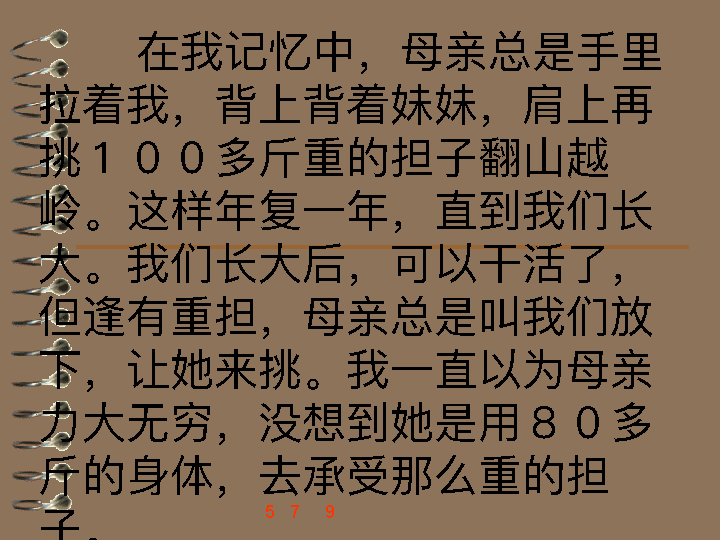 在我记忆中，母亲总是手里
拉着我，背上背着妹妹，肩上再
挑１００多斤重的担子翻山越
岭。这样年复一年，直到我们长
大。我们长大后，可以干活了，
但逢有重担，母亲总是叫我们放
下，让她来挑。我一直以为母亲
力大无穷，没想到她是用８０多
斤的身体，去承受那么重的担
子。
5 7 9